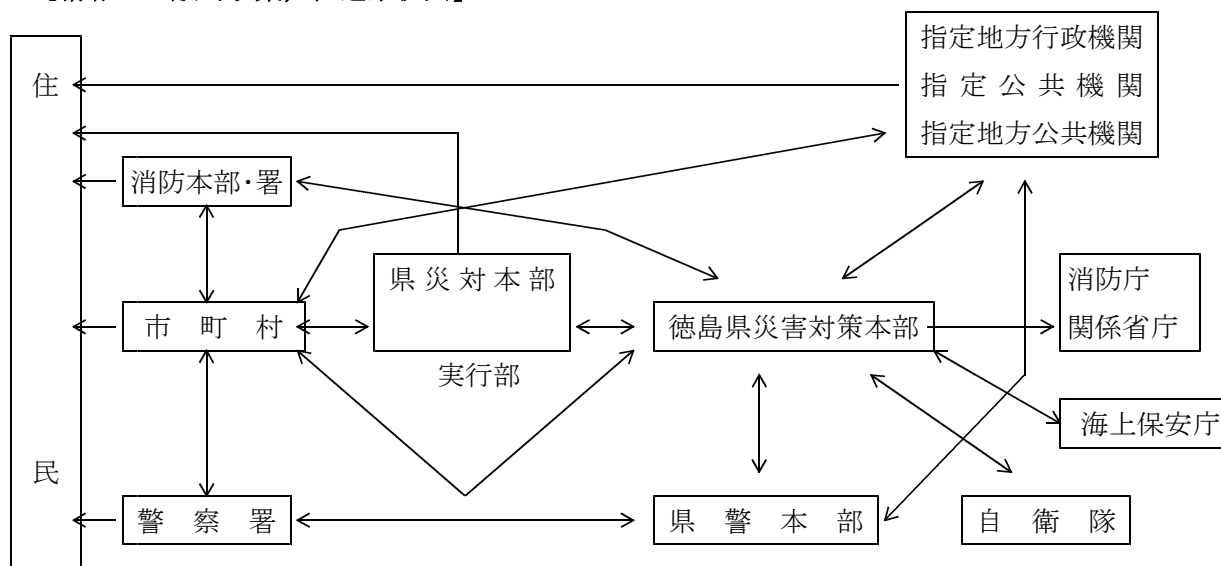 指定地方行政機関
指定公共機関
指定地方公共機関
住
民
消防本部・署
県災対本部
実行部
市町村
徳島県災害対策本部
消防庁
関係省庁
海上保安庁
警察署
県警本部
自衛隊